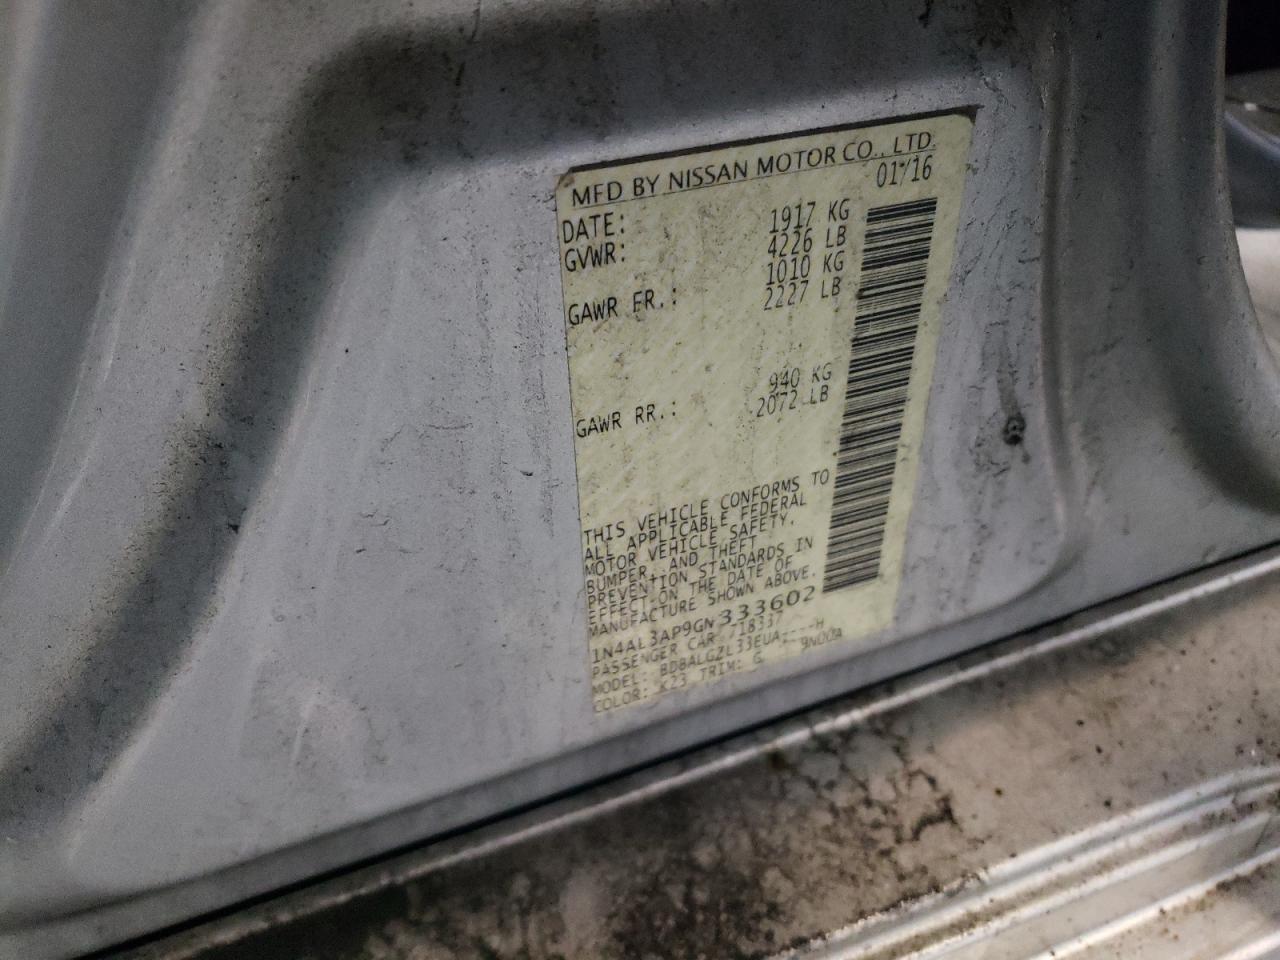 MFD BY NISSAN MOTOR CO., LTD.
DATE: 01/16
GVWR: 1917 KG
4226 LB
GAWR FR.: 1010 KG
2227 LB
GAWR RR.: 940 KG
2072 LB
THIS VEHICLE CONFORMS TO
ALL APPLICABLE FEDERAL
MOTOR VEHICLE SAFETY,
BUMPER, AND THEFT
PREVENTION STANDARDS IN
EFFECT ON THE DATE OF
MANUFACTURE SHOWN ABOVE.
1N4AL3AP9GN333602
PASSENGER CAR 718337
MODEL: BDBALGZL33EUA----H
COLOR: K23 TRIM: G